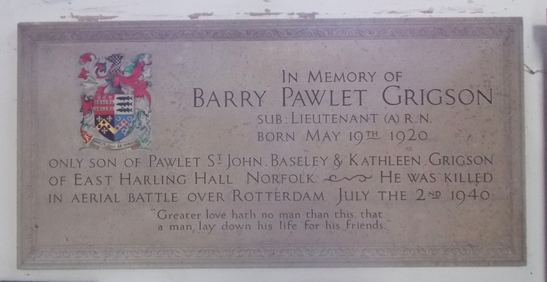 IN MEMORY OF
BARRY PAWLET GRIGSON
SUB·LIEUTENANT (A) R.N.
BORN MAY 19TH 1920
ONLY SON OF PAWLET ST JOHN BASELEY & KATHLEEN GRIGSON
OF EAST HARLING HALL NORFOLK. HE WAS KILLED
IN AERIAL BATTLE OVER ROTTERDAM JULY THE 2ND 1940
"Greater love hath no man than this, that
a man, lay down his life for his friends."